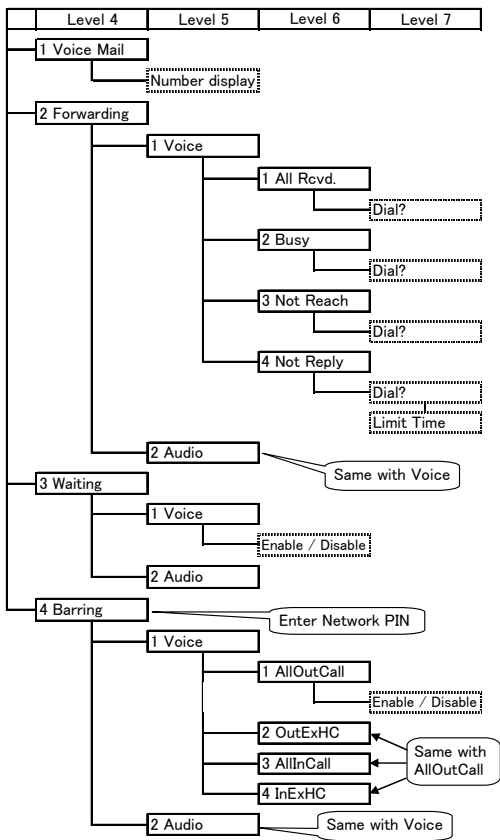 Level 4 Level 5 Level 6 Level 7
1 Voice Mail
Number display
2 Forwarding
1 Voice
1 All Rcvd.
Dial?
2 Busy
Dial?
3 Not Reach
Dial?
4 Not Reply
Dial?
Limit Time
2 Audio
Same with Voice
3 Waiting
1 Voice
Enable / Disable
2 Audio
4 Barring
Enter Network PIN
1 Voice
1 AllOutCall
Enable / Disable
2 OutExHC
3 AllInCall
4 InExHC
Same with
AllOutCall
2 Audio
Same with Voice